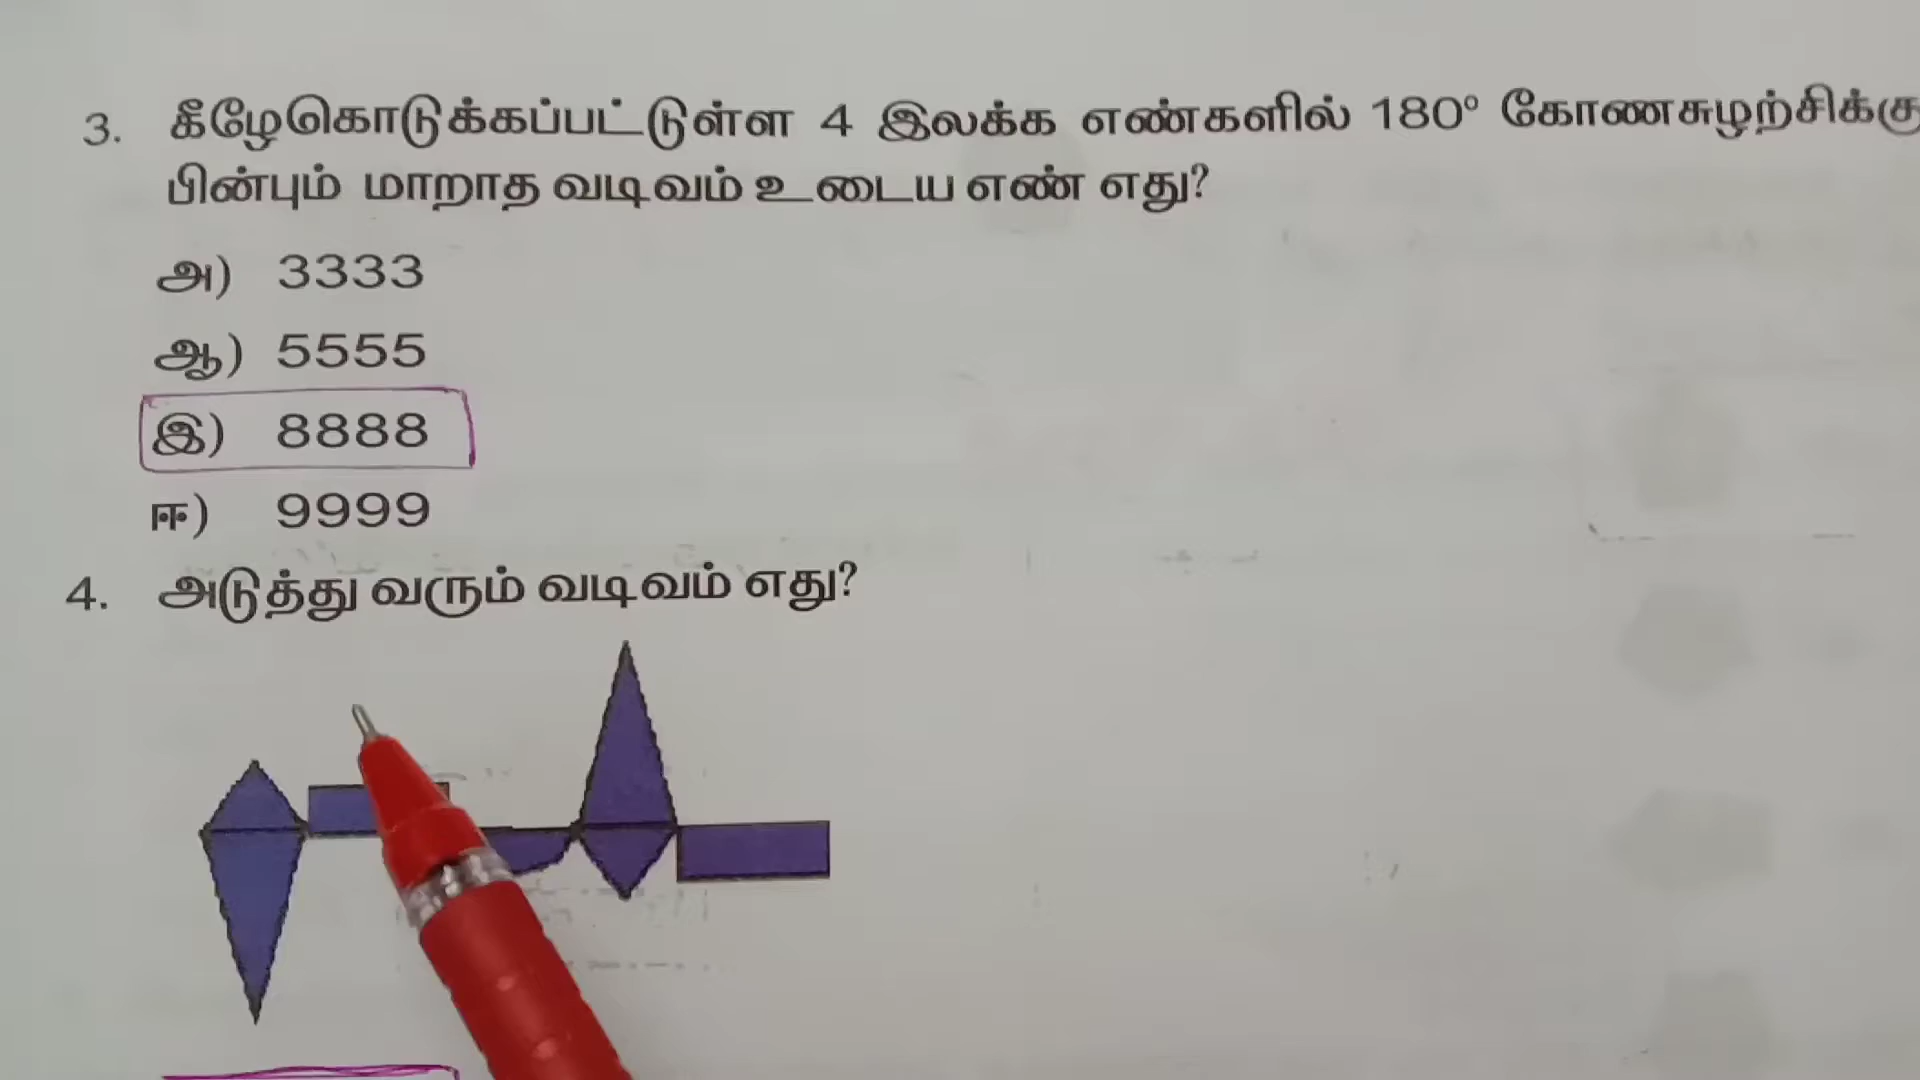 3. கீழேகொடுக்கப்பட்டுள்ள 4 இலக்க எண்களில் 180° கோணசுழற்சிக்கு
பின்பும் மாறாத வடிவம் உடைய எண் எது?
அ) 3333
ஆ) 5555
இ) 8888
ஈ) 9999
4. அடுத்து வரும் வடிவம் எது?